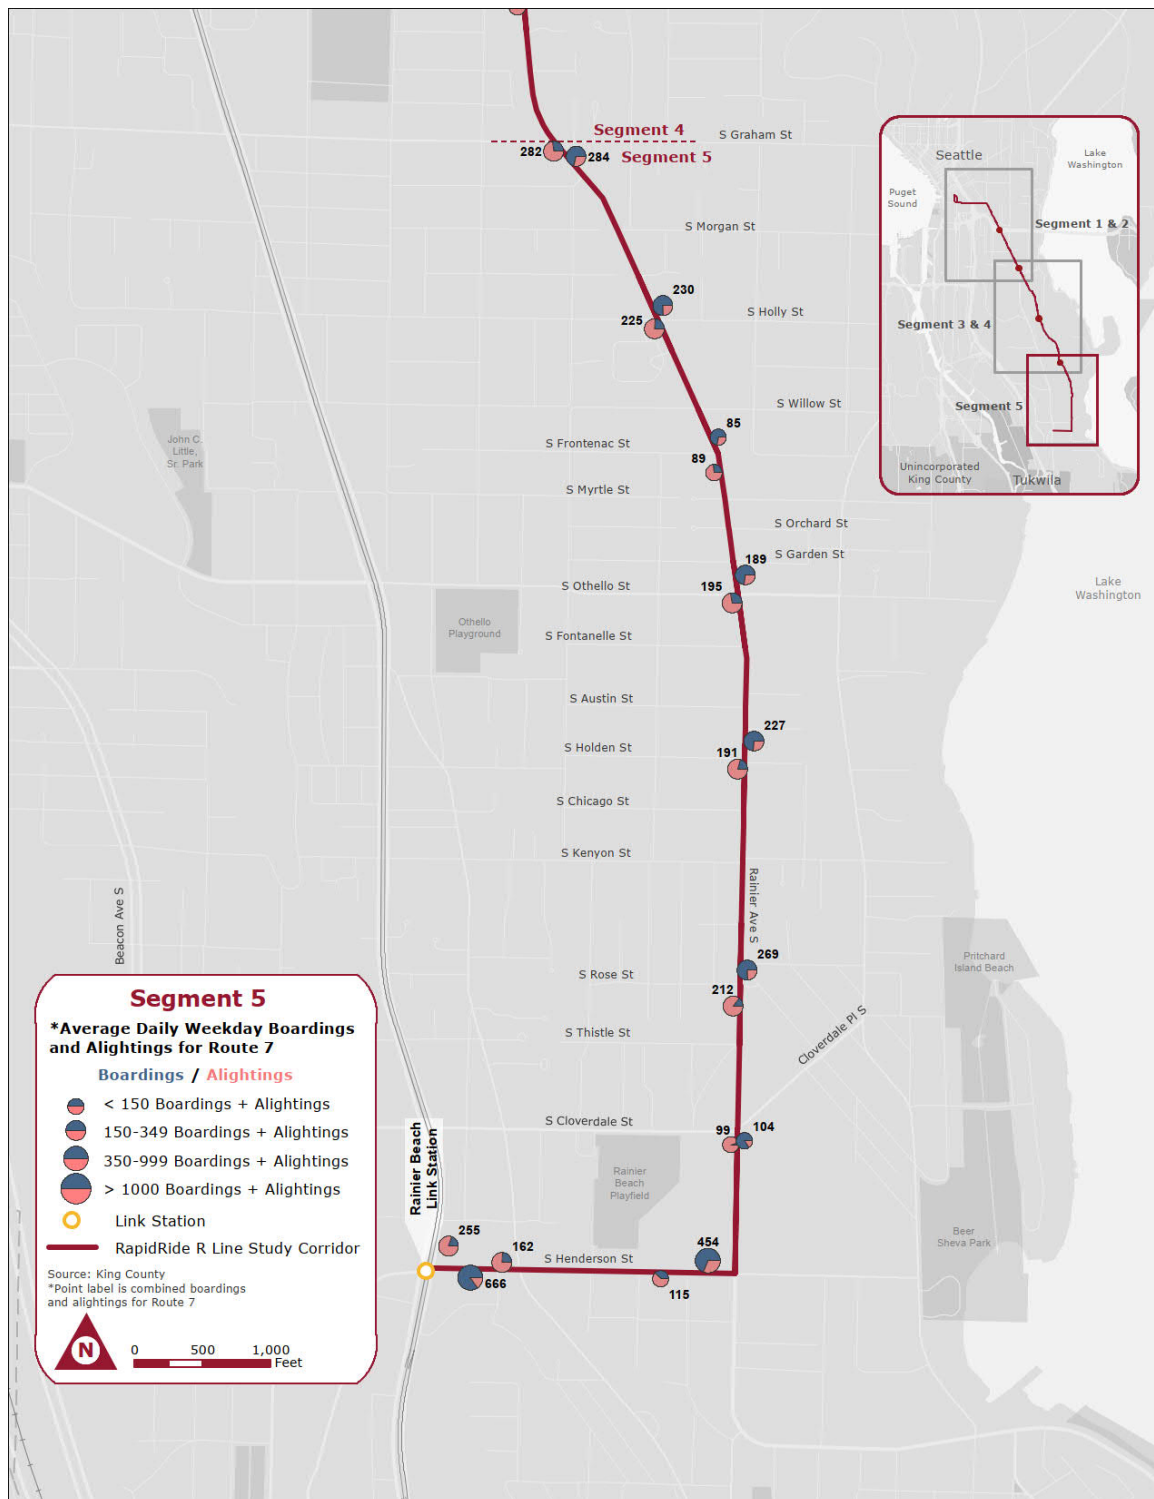 Segment 4
S Graham St
282
284
Segment 5
S Morgan St
230
S Holly St
225
S Willow St
85
S Frontenac St
89
S Myrtle St
S Orchard St
S Garden St
189
S Othello St
195
S Fontanelle St
S Austin St
227
S Holden St
191
S Chicago St
S Kenyon St
Rainier Ave S
Beacon Ave S
269
S Rose St
212
S Thistle St
Cloverdale Pl S
S Cloverdale St
99
104
Rainier Beach
Link Station
255
162
S Henderson St
454
666
115
John C.
Little,
Sr. Park
Othello
Playground
Rainier
Beach
Playfield
Pritchard
Island Beach
Beer
Sheva Park
Lake
Washington
Seattle
Lake
Washington
Puget
Sound
Segment 1 & 2
Segment 3 & 4
Segment 5
Unincorporated
King County
Tukwila
Segment 5
*Average Daily Weekday Boardings
and Alightings for Route 7
Boardings / Alightings
< 150 Boardings + Alightings
150-349 Boardings + Alightings
350-999 Boardings + Alightings
> 1000 Boardings + Alightings
Link Station
RapidRide R Line Study Corridor
Source: King County
*Point label is combined boardings
and alightings for Route 7
N
0 500 1,000
Feet